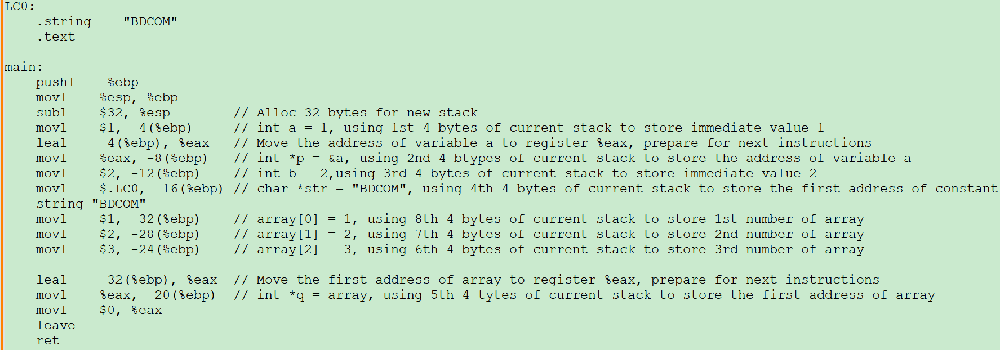 LC0:
    .string    "BDCOM"
    .text

main:
    pushl    %ebp
    movl    %esp, %ebp
    subl    $32, %esp        // Alloc 32 bytes for new stack
    movl    $1, -4(%ebp)     // int a = 1, using 1st 4 bytes of current stack to store immediate value 1
    leal    -4(%ebp), %eax   // Move the address of variable a to register %eax, prepare for next instructions
    movl    %eax, -8(%ebp)   // int *p = &a, using 2nd 4 btypes of current stack to store the address of variable a
    movl    $2, -12(%ebp)    // int b = 2,using 3rd 4 bytes of current stack to store immediate value 2
    movl    $.LC0, -16(%ebp) // char *str = "BDCOM", using 4th 4 bytes of current stack to store the first address of constant
    string "BDCOM"
    movl    $1, -32(%ebp)    // array[0] = 1, using 8th 4 bytes of current stack to store 1st number of array
    movl    $2, -28(%ebp)    // array[1] = 2, using 7th 4 bytes of current stack to store 2nd number of array
    movl    $3, -24(%ebp)    // array[2] = 3, using 6th 4 bytes of current stack to store 3rd number of array

    leal    -32(%ebp), %eax  // Move the first address of array to register %eax, prepare for next instructions
    movl    %eax, -20(%ebp)  // int *q = array, using 5th 4 tytes of current stack to store the first address of array
    movl    $0, %eax
    leave
    ret